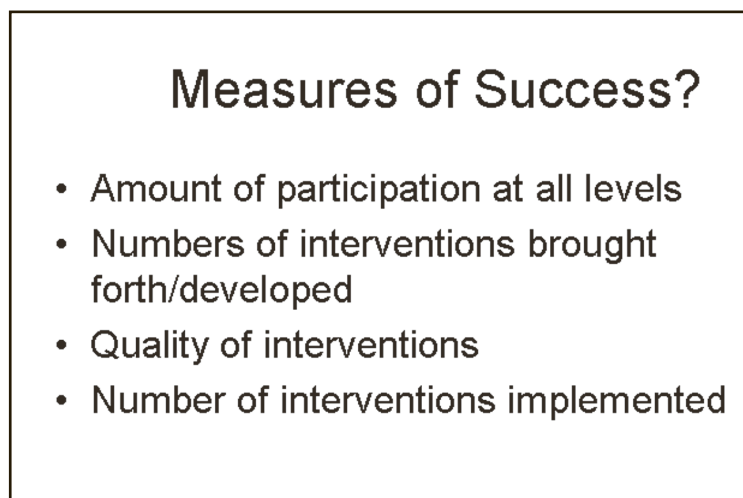 Measures of Success?
• Amount of participation at all levels
• Numbers of interventions brought
forth/developed
• Quality of interventions
• Number of interventions implemented